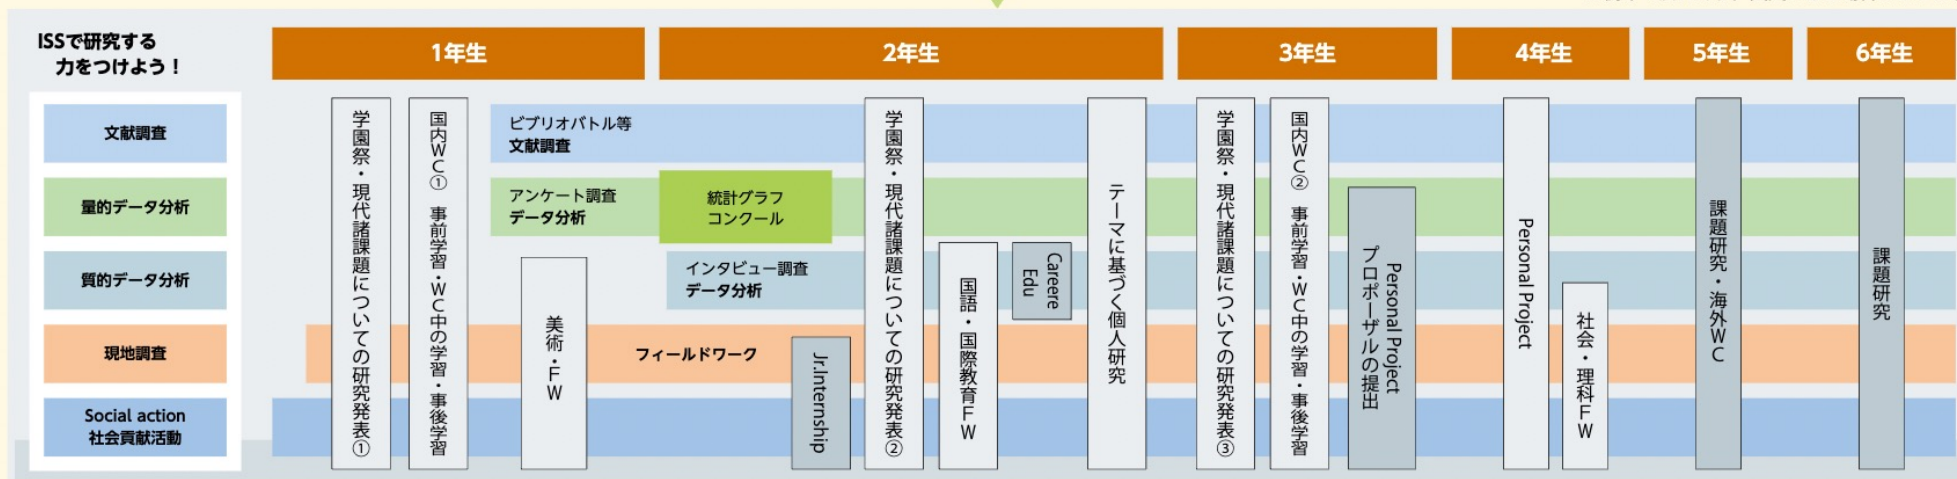 ISSで研究する
力をつけよう！
1年生
2年生
3年生
4年生
5年生
6年生
文献調査
量的データ分析
質的データ分析
現地調査
Social action
社会貢献活動
学園祭・現代諸課題についての研究発表①
国内WC① 事前学習・WC中の学習・事後学習
ビブリオバトル等
文献調査
アンケート調査
データ分析
美術・FW
統計グラフ
コンクール
インタビュー調査
データ分析
フィールドワーク
Jr.Internship
学園祭・現代諸課題についての研究発表②
国語・国際教育FW
Careere
Edu
テーマに基づく個人研究
学園祭・現代諸課題についての研究発表③
国内WC② 事前学習・WC中の学習・事後学習
Personal Project
プロポーザルの提出
Personal Project
社会・理科FW
課題研究・海外WC
課題研究